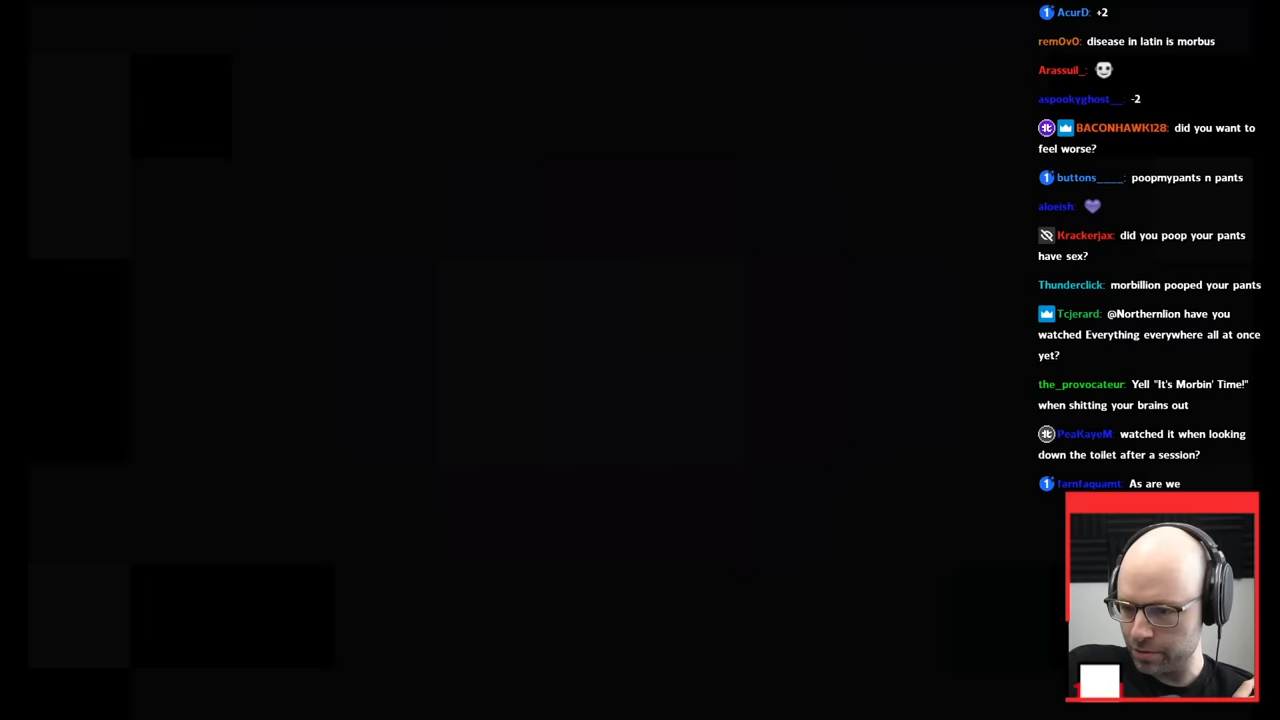 AcurD: +2
remOvO: disease in latin is morbus
Arassuil_:
aspookyghost__: -2
BACONHAWK128: did you want to
feel worse?
buttons____: poopmypants n pants
aloeish:
Krackerjax: did you poop your pants
have sex?
Thunderclick: morbillion pooped your pants
Tcjerard: @Northernlion have you
watched Everything everywhere all at once
yet?
the_provocateur: Yell "It's Morbin' Time!"
when shitting your brains out
PeaKayeM: watched it when looking
down the toilet after a session?
farnfaquamt: As are we